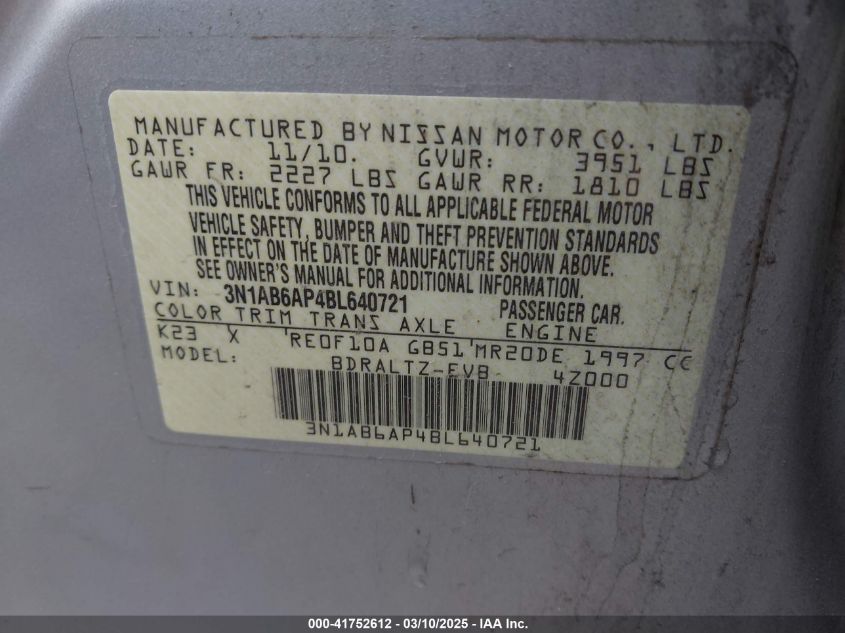 MANUFACTURED BY NISSAN MOTOR CO., LTD.
DATE: 11/10. GVWR: 3951 LBS
GAWR FR: 2227 LBS GAWR RR: 1810 LBS
THIS VEHICLE CONFORMS TO ALL APPLICABLE FEDERAL MOTOR
VEHICLE SAFETY, BUMPER AND THEFT PREVENTION STANDARDS
IN EFFECT ON THE DATE OF MANUFACTURE SHOWN ABOVE.
SEE OWNER'S MANUAL FOR ADDITIONAL INFORMATION.
VIN: 3N1AB6AP4BL640721 PASSENGER CAR.
COLOR TRIM TRANS AXLE ENGINE
K23 X RE0F10A GB51 MR20DE 1997 CC
MODEL: BDRALTZ-EVB 4Z000
3N1AB6AP4BL640721
000-41752612 / 03/10/2025 - IAA Inc.